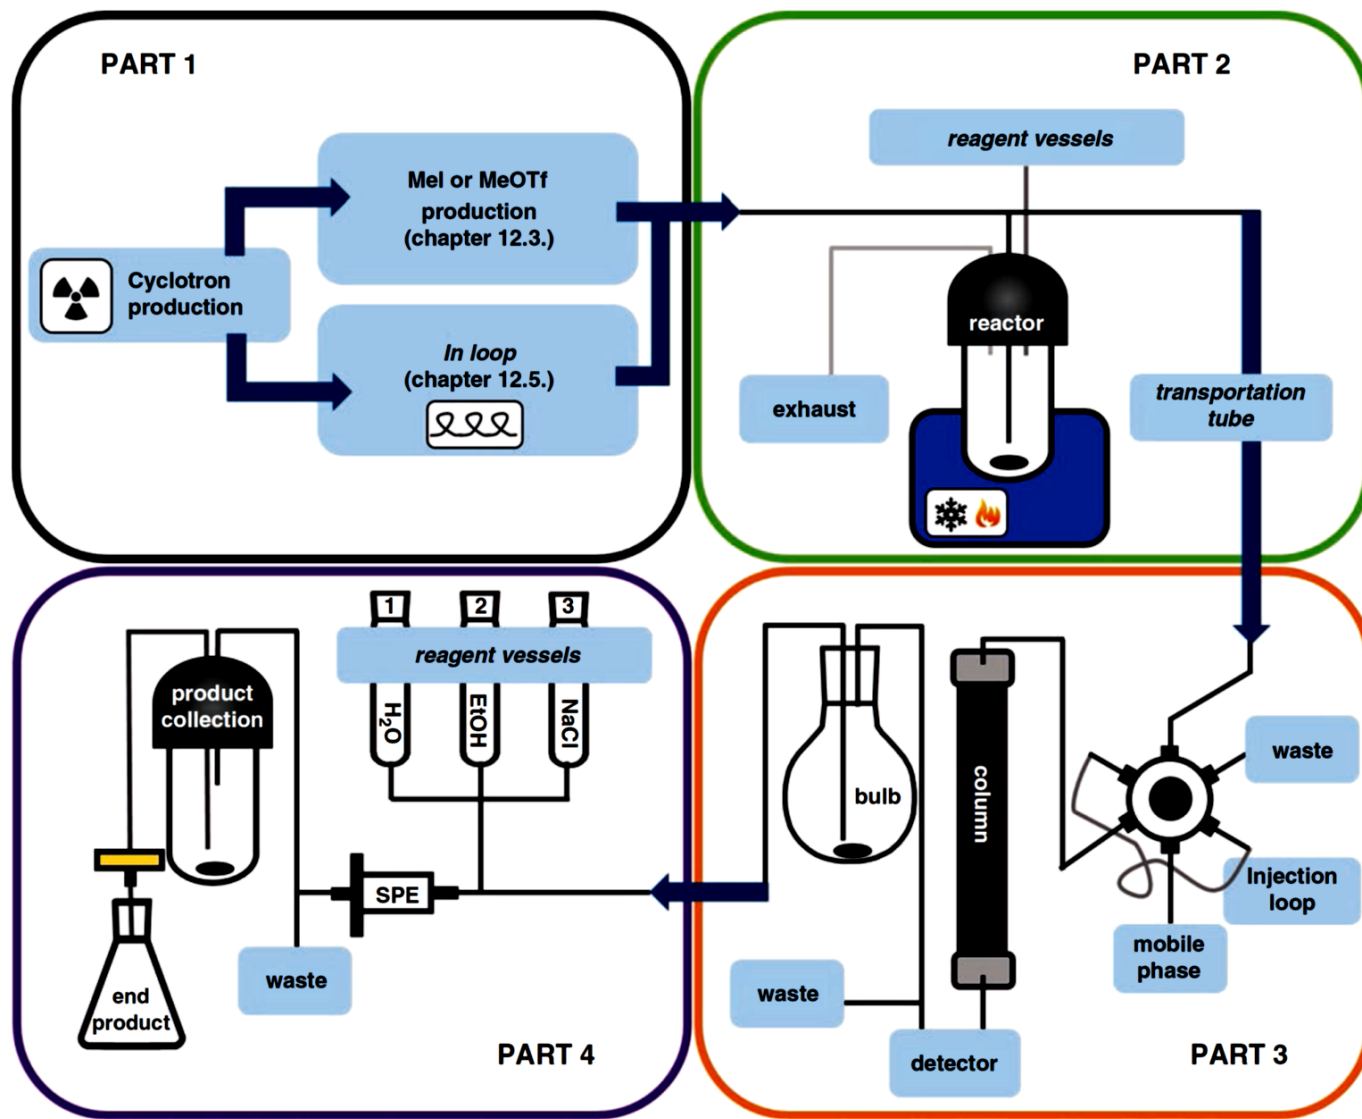 PART 1
Cyclotron
production
MeI or MeOTf
production
(chapter 12.3.)
In loop
(chapter 12.5.)
PART 2
reagent vessels
reactor
exhaust
transportation
tube
PART 4
product
collection
1
2
3
reagent vessels
H₂O
EtOH
NaCl
SPE
waste
end
product
PART 3
bulb
column
waste
Injection
loop
mobile
phase
waste
detector